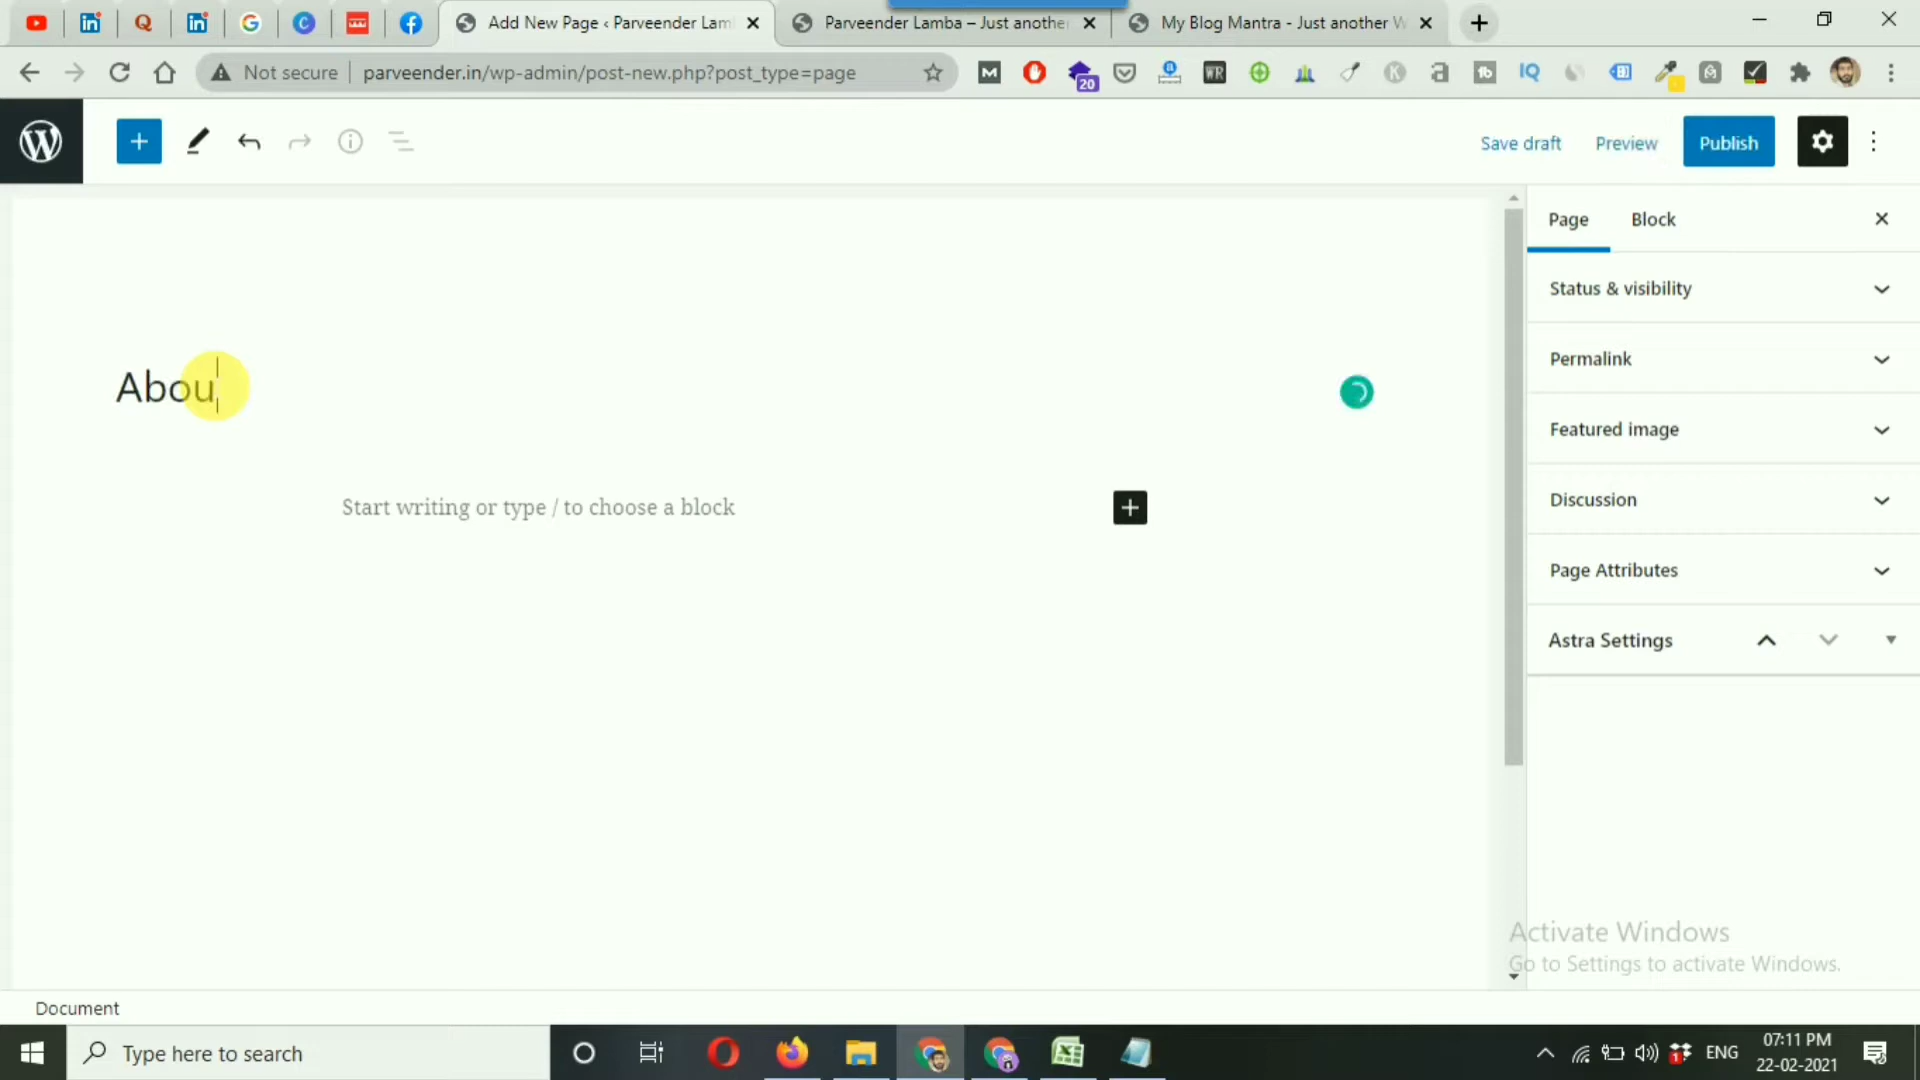 Add New Page ‹ Parveender Lam
Parveender Lamba – Just anothe
My Blog Mantra - Just another W
Not secure
parveender.in/wp-admin/post-new.php?post_type=page
20
Save draft
Preview
Publish
Page
Block
Status & visibility
Abou
Permalink
Featured image
Start writing or type / to choose a block
Discussion
Page Attributes
Astra Settings
Activate Windows
Go to Settings to activate Windows.
Document
Type here to search
ENG
07:11 PM
22-02-2021